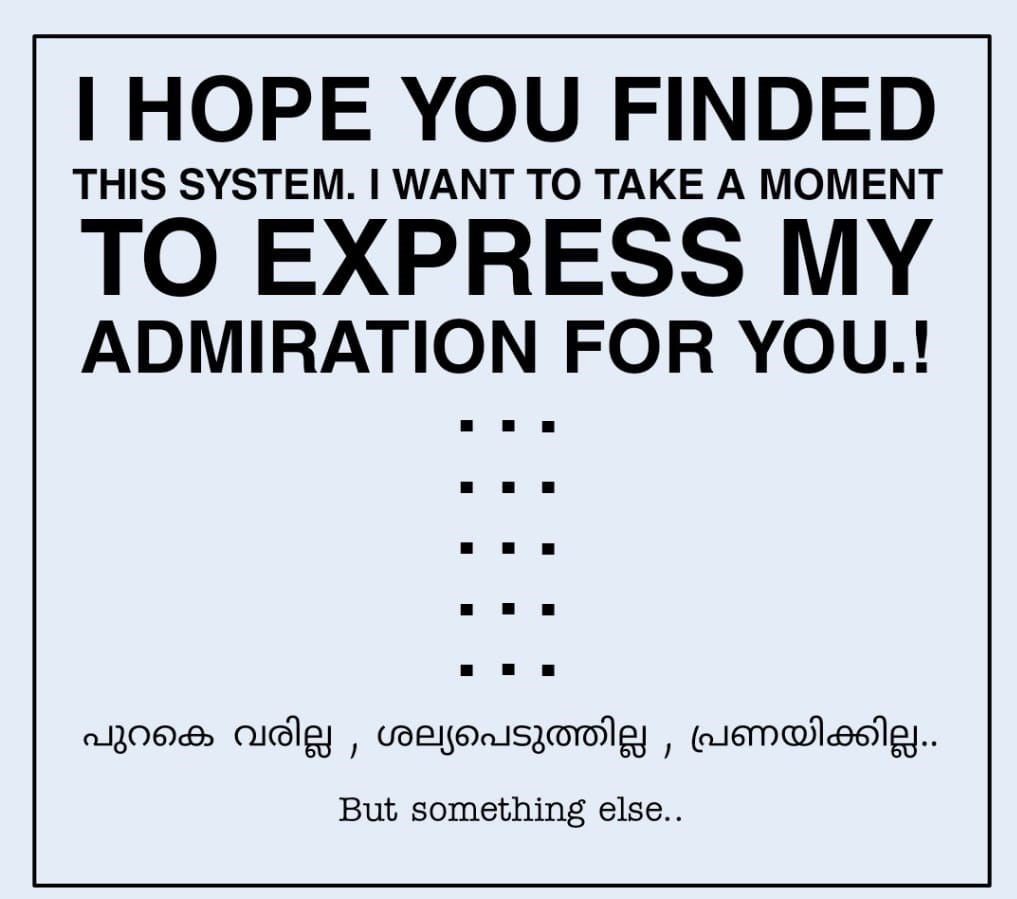 I HOPE YOU FINDED
THIS SYSTEM. I WANT TO TAKE A MOMENT
TO EXPRESS MY
ADMIRATION FOR YOU.!
...
...
...
...
...
പുറകെ വരില്ല , ശല്യപെടുത്തില്ല , പ്രണയിക്കില്ല..
But something else..